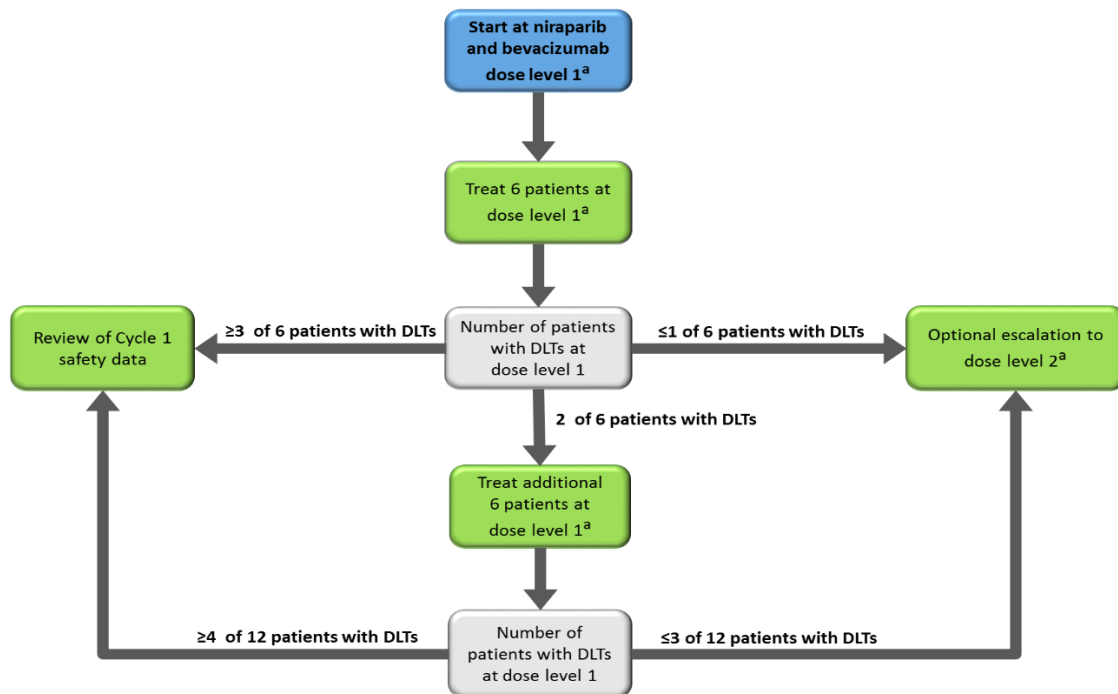 Start at niraparib
and bevacizumab
dose level 1ᵃ
Treat 6 patients at
dose level 1ᵃ
Review of Cycle 1
safety data
≥3 of 6 patients with DLTs
Number of patients
with DLTs at
dose level 1
≤1 of 6 patients with DLTs
Optional escalation to
dose level 2ᵃ
2 of 6 patients with DLTs
Treat additional
6 patients at
dose level 1ᵃ
≥4 of 12 patients with DLTs
Number of
patients with DLTs
at dose level 1
≤3 of 12 patients with DLTs